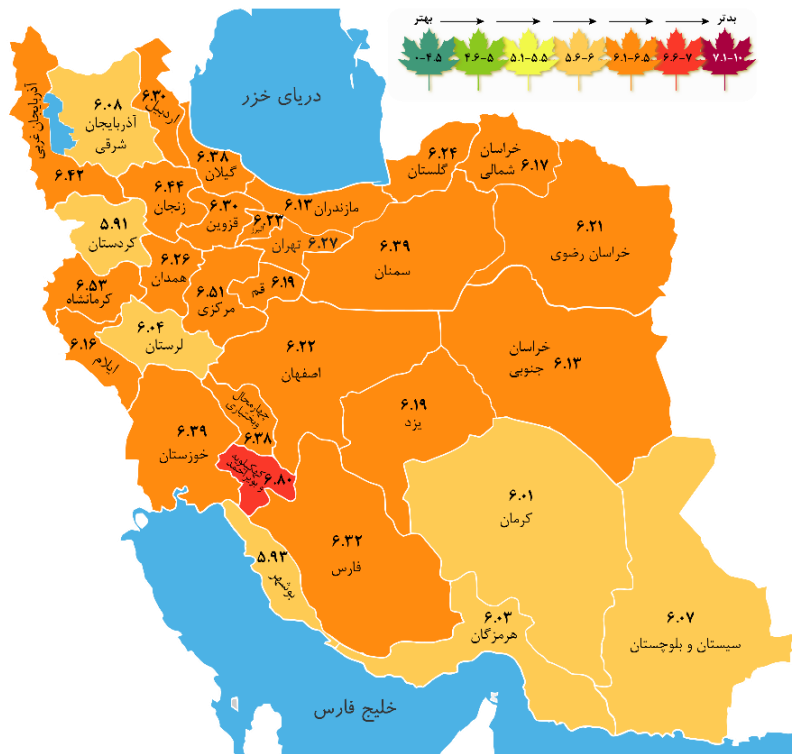 بهتر
بدتر
۰-۴.۵
۴.۶-۵
۵.۱-۵.۵
۵.۶-۶
۶.۱-۶.۵
۶.۶-۷
۷.۱-۱۰
دریای خزر
آذربایجان غربی
۶.۴۲
۶.۰۸
آذربایجان
شرقی
۶.۳۰
اردبیل
۶.۳۸
گیلان
۶.۴۴
زنجان
۶.۳۰
قزوین
۶.۲۳
البرز
مازندران ۶.۱۳
تهران ۶.۲۷
۶.۲۴
گلستان
خراسان
شمالی ۶.۱۷
۶.۲۱
خراسان رضوی
۶.۳۹
سمنان
۵.۹۱
کردستان
۶.۲۶
همدان
۶.۵۳
کرمانشاه
۶.۵۱
مرکزی
قم ۶.۱۹
۶.۰۴
لرستان
۶.۱۶
ایلام
۶.۲۲
اصفهان
خراسان
جنوبی ۶.۱۳
۶.۱۹
یزد
چهارمحال
وبختیاری
۶.۳۸
۶.۳۹
خوزستان
کهگیلویه
و بویراحمد
۶.۸۰
۶.۰۱
کرمان
۶.۳۲
فارس
۵.۹۳
بوشهر
۶.۰۳
هرمزگان
۶.۰۷
سیستان و بلوچستان
خلیج فارس